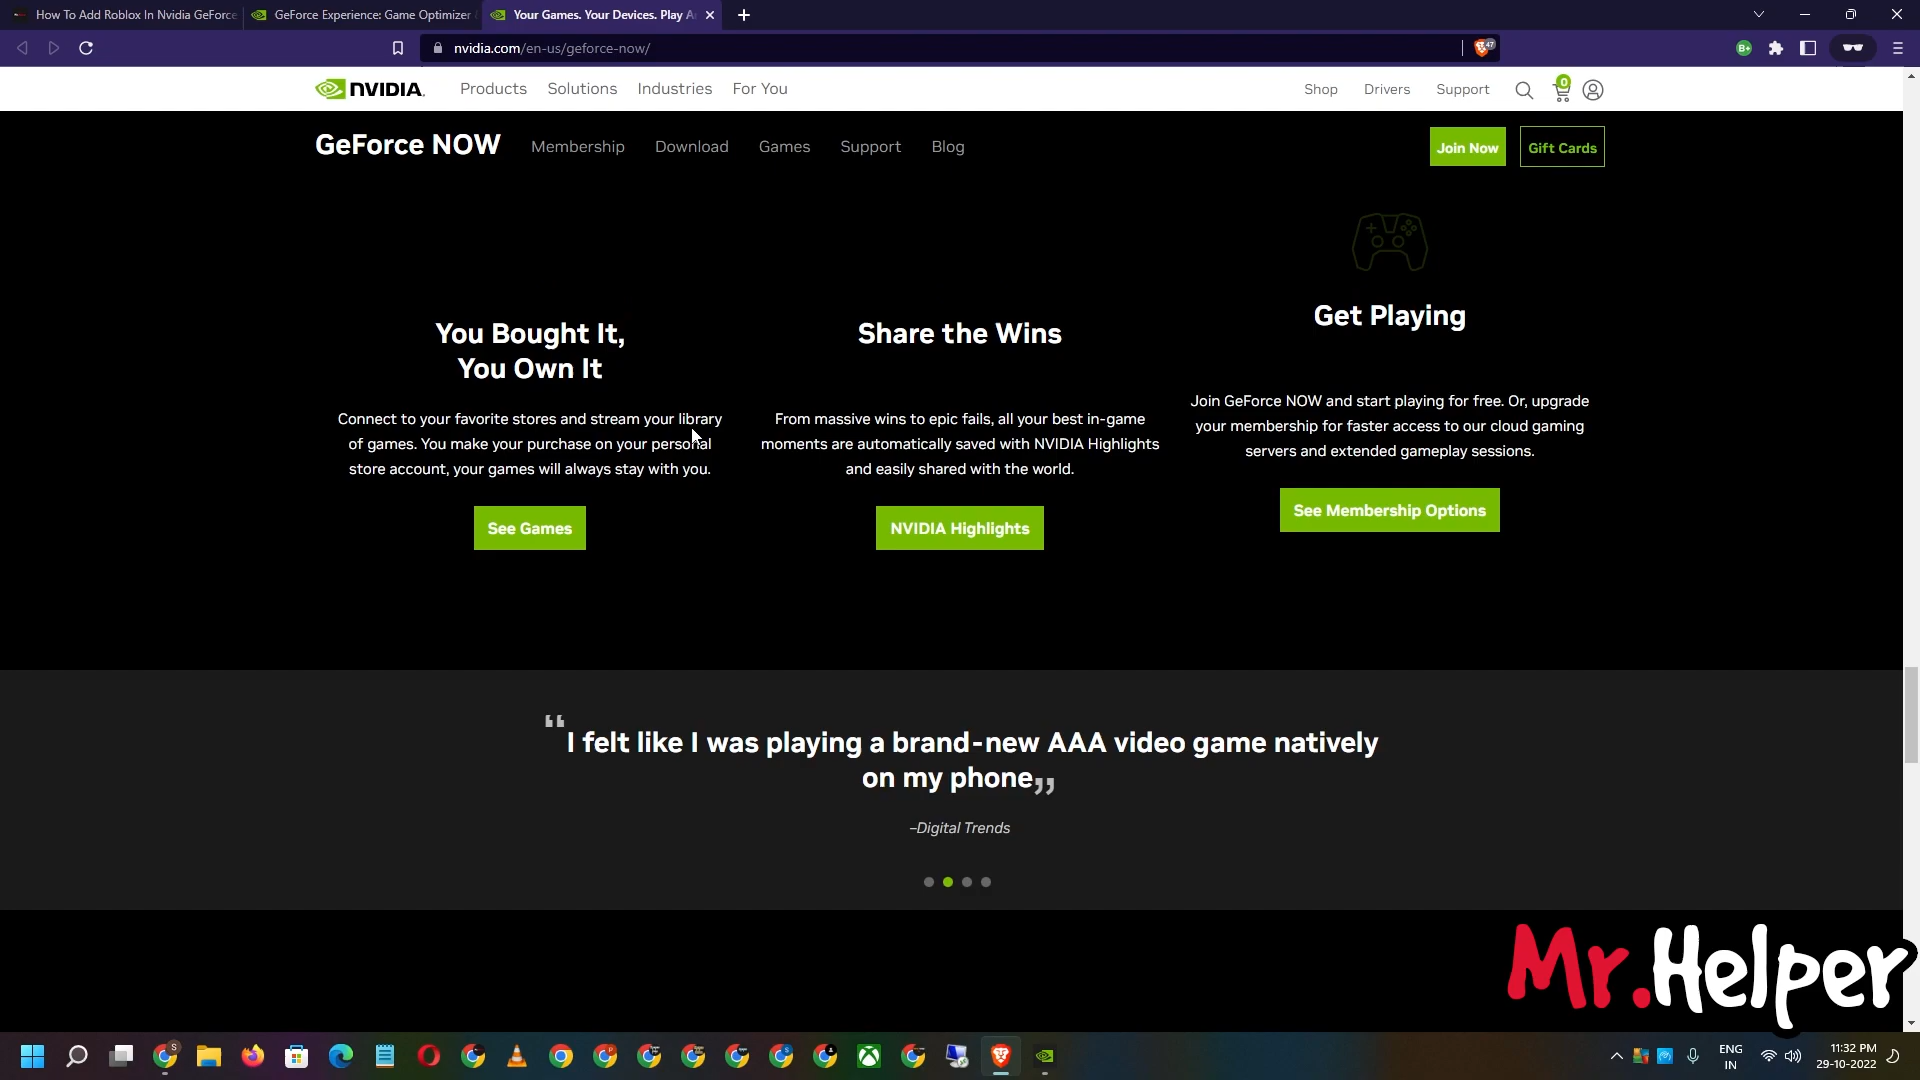 How To Add Roblox In Nvidia GeForce
GeForce Experience: Game Optimizer
Your Games. Your Devices. Play A
nvidia.com/en-us/geforce-now/
47
B+
NVIDIA.
Products
Solutions
Industries
For You
Shop
Drivers
Support
0
GeForce NOW
Membership
Download
Games
Support
Blog
Join Now
Gift Cards
You Bought It,
You Own It
Connect to your favorite stores and stream your library
of games. You make your purchase on your personal
store account, your games will always stay with you.
See Games
Share the Wins
From massive wins to epic fails, all your best in-game
moments are automatically saved with NVIDIA Highlights
and easily shared with the world.
NVIDIA Highlights
Get Playing
Join GeForce NOW and start playing for free. Or, upgrade
your membership for faster access to our cloud gaming
servers and extended gameplay sessions.
See Membership Options
“I felt like I was playing a brand-new AAA video game natively
on my phone”
–Digital Trends
Mr.Helper
ENG
IN
11:32 PM
29-10-2022